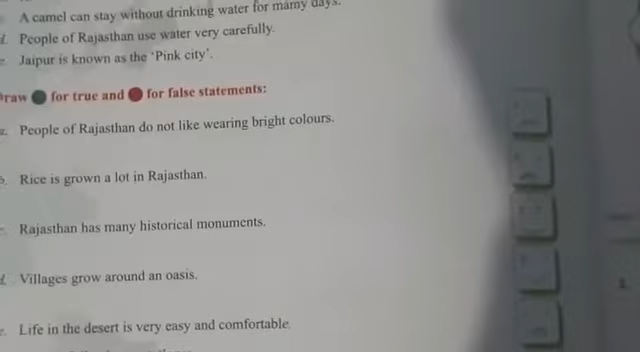 A camel can stay without drinking water for mamy days.
d. People of Rajasthan use water very carefully.
e. Jaipur is known as the 'Pink city'.
Draw for true and for false statements:
a. People of Rajasthan do not like wearing bright colours.
b. Rice is grown a lot in Rajasthan.
c. Rajasthan has many historical monuments.
d. Villages grow around an oasis.
e. Life in the desert is very easy and comfortable.